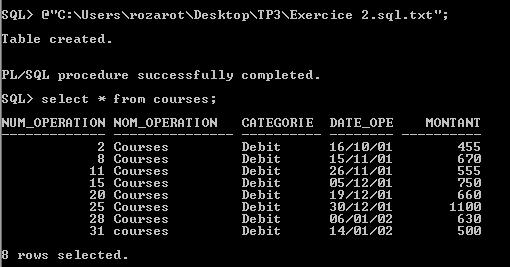 SQL> @"C:\Users\rozarot\Desktop\TP3\Exercice 2.sql.txt";
Table created.
PL/SQL procedure successfully completed.
SQL> select * from courses;
NUM_OPERATION NOM_OPERATION CATEGORIE DATE_OPE MONTANT
------------- --------------- ---------- -------- ----------
2 Courses Debit 16/10/01 455
8 Courses Debit 15/11/01 670
11 Courses Debit 26/11/01 555
15 Courses Debit 05/12/01 750
20 Courses Debit 19/12/01 660
25 Courses Debit 30/12/01 1100
28 Courses Debit 06/01/02 630
31 courses Debit 14/01/02 500
8 rows selected.